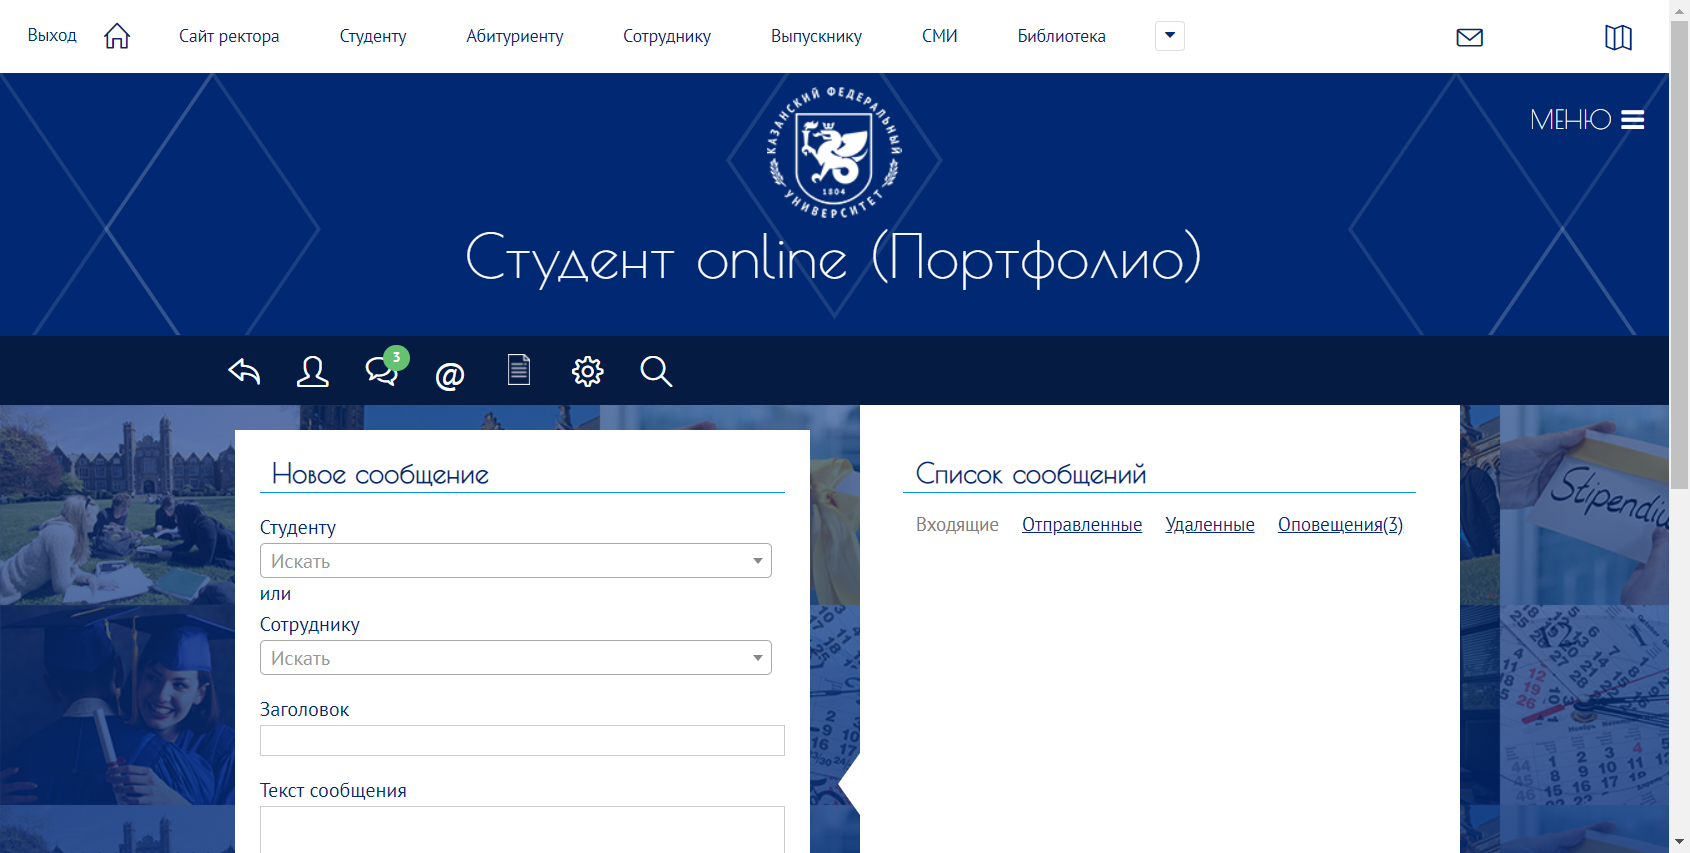 Выход
Сайт ректора
Студенту
Абитуриенту
Сотруднику
Выпускнику
СМИ
Библиотека
КАЗАНСКИЙ ФЕДЕРАЛЬНЫЙ
1804
УНИВЕРСИТЕТ
МЕНЮ
Студент online (Портфолио)
3
@
Новое сообщение
Студенту
Искать
или
Сотруднику
Искать
Заголовок
Текст сообщения
Список сообщений
Входящие Отправленные Удаленные Оповещения(3)
Stipendiu